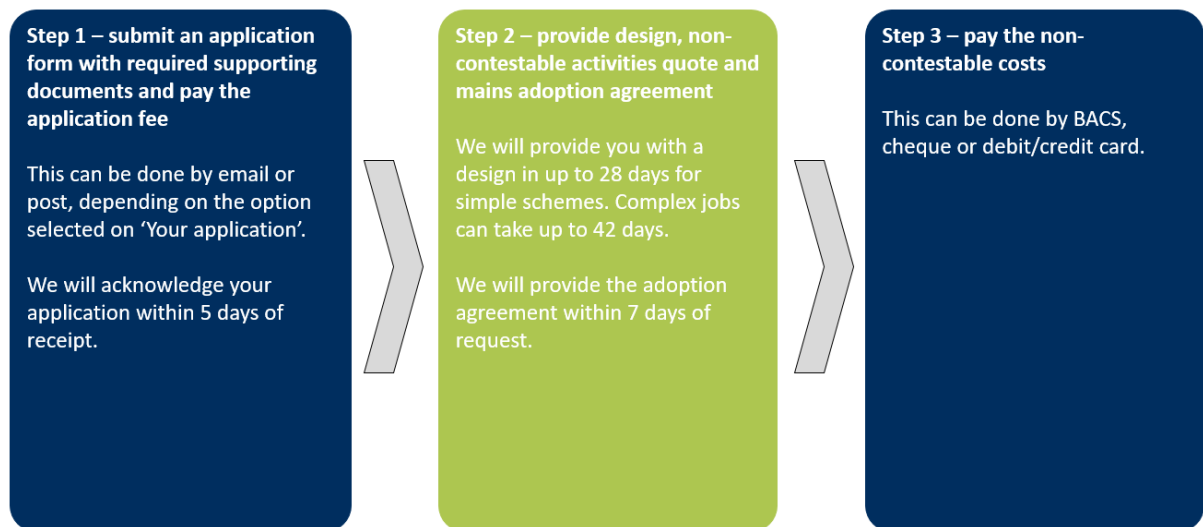 Step 1 – submit an application
form with required supporting
documents and pay the
application fee
This can be done by email or
post, depending on the option
selected on ‘Your application’.
We will acknowledge your
application within 5 days of
receipt.
Step 2 – provide design, non-
contestable activities quote and
mains adoption agreement
We will provide you with a
design in up to 28 days for
simple schemes. Complex jobs
can take up to 42 days.
We will provide the adoption
agreement within 7 days of
request.
Step 3 – pay the non-
contestable costs
This can be done by BACS,
cheque or debit/credit card.